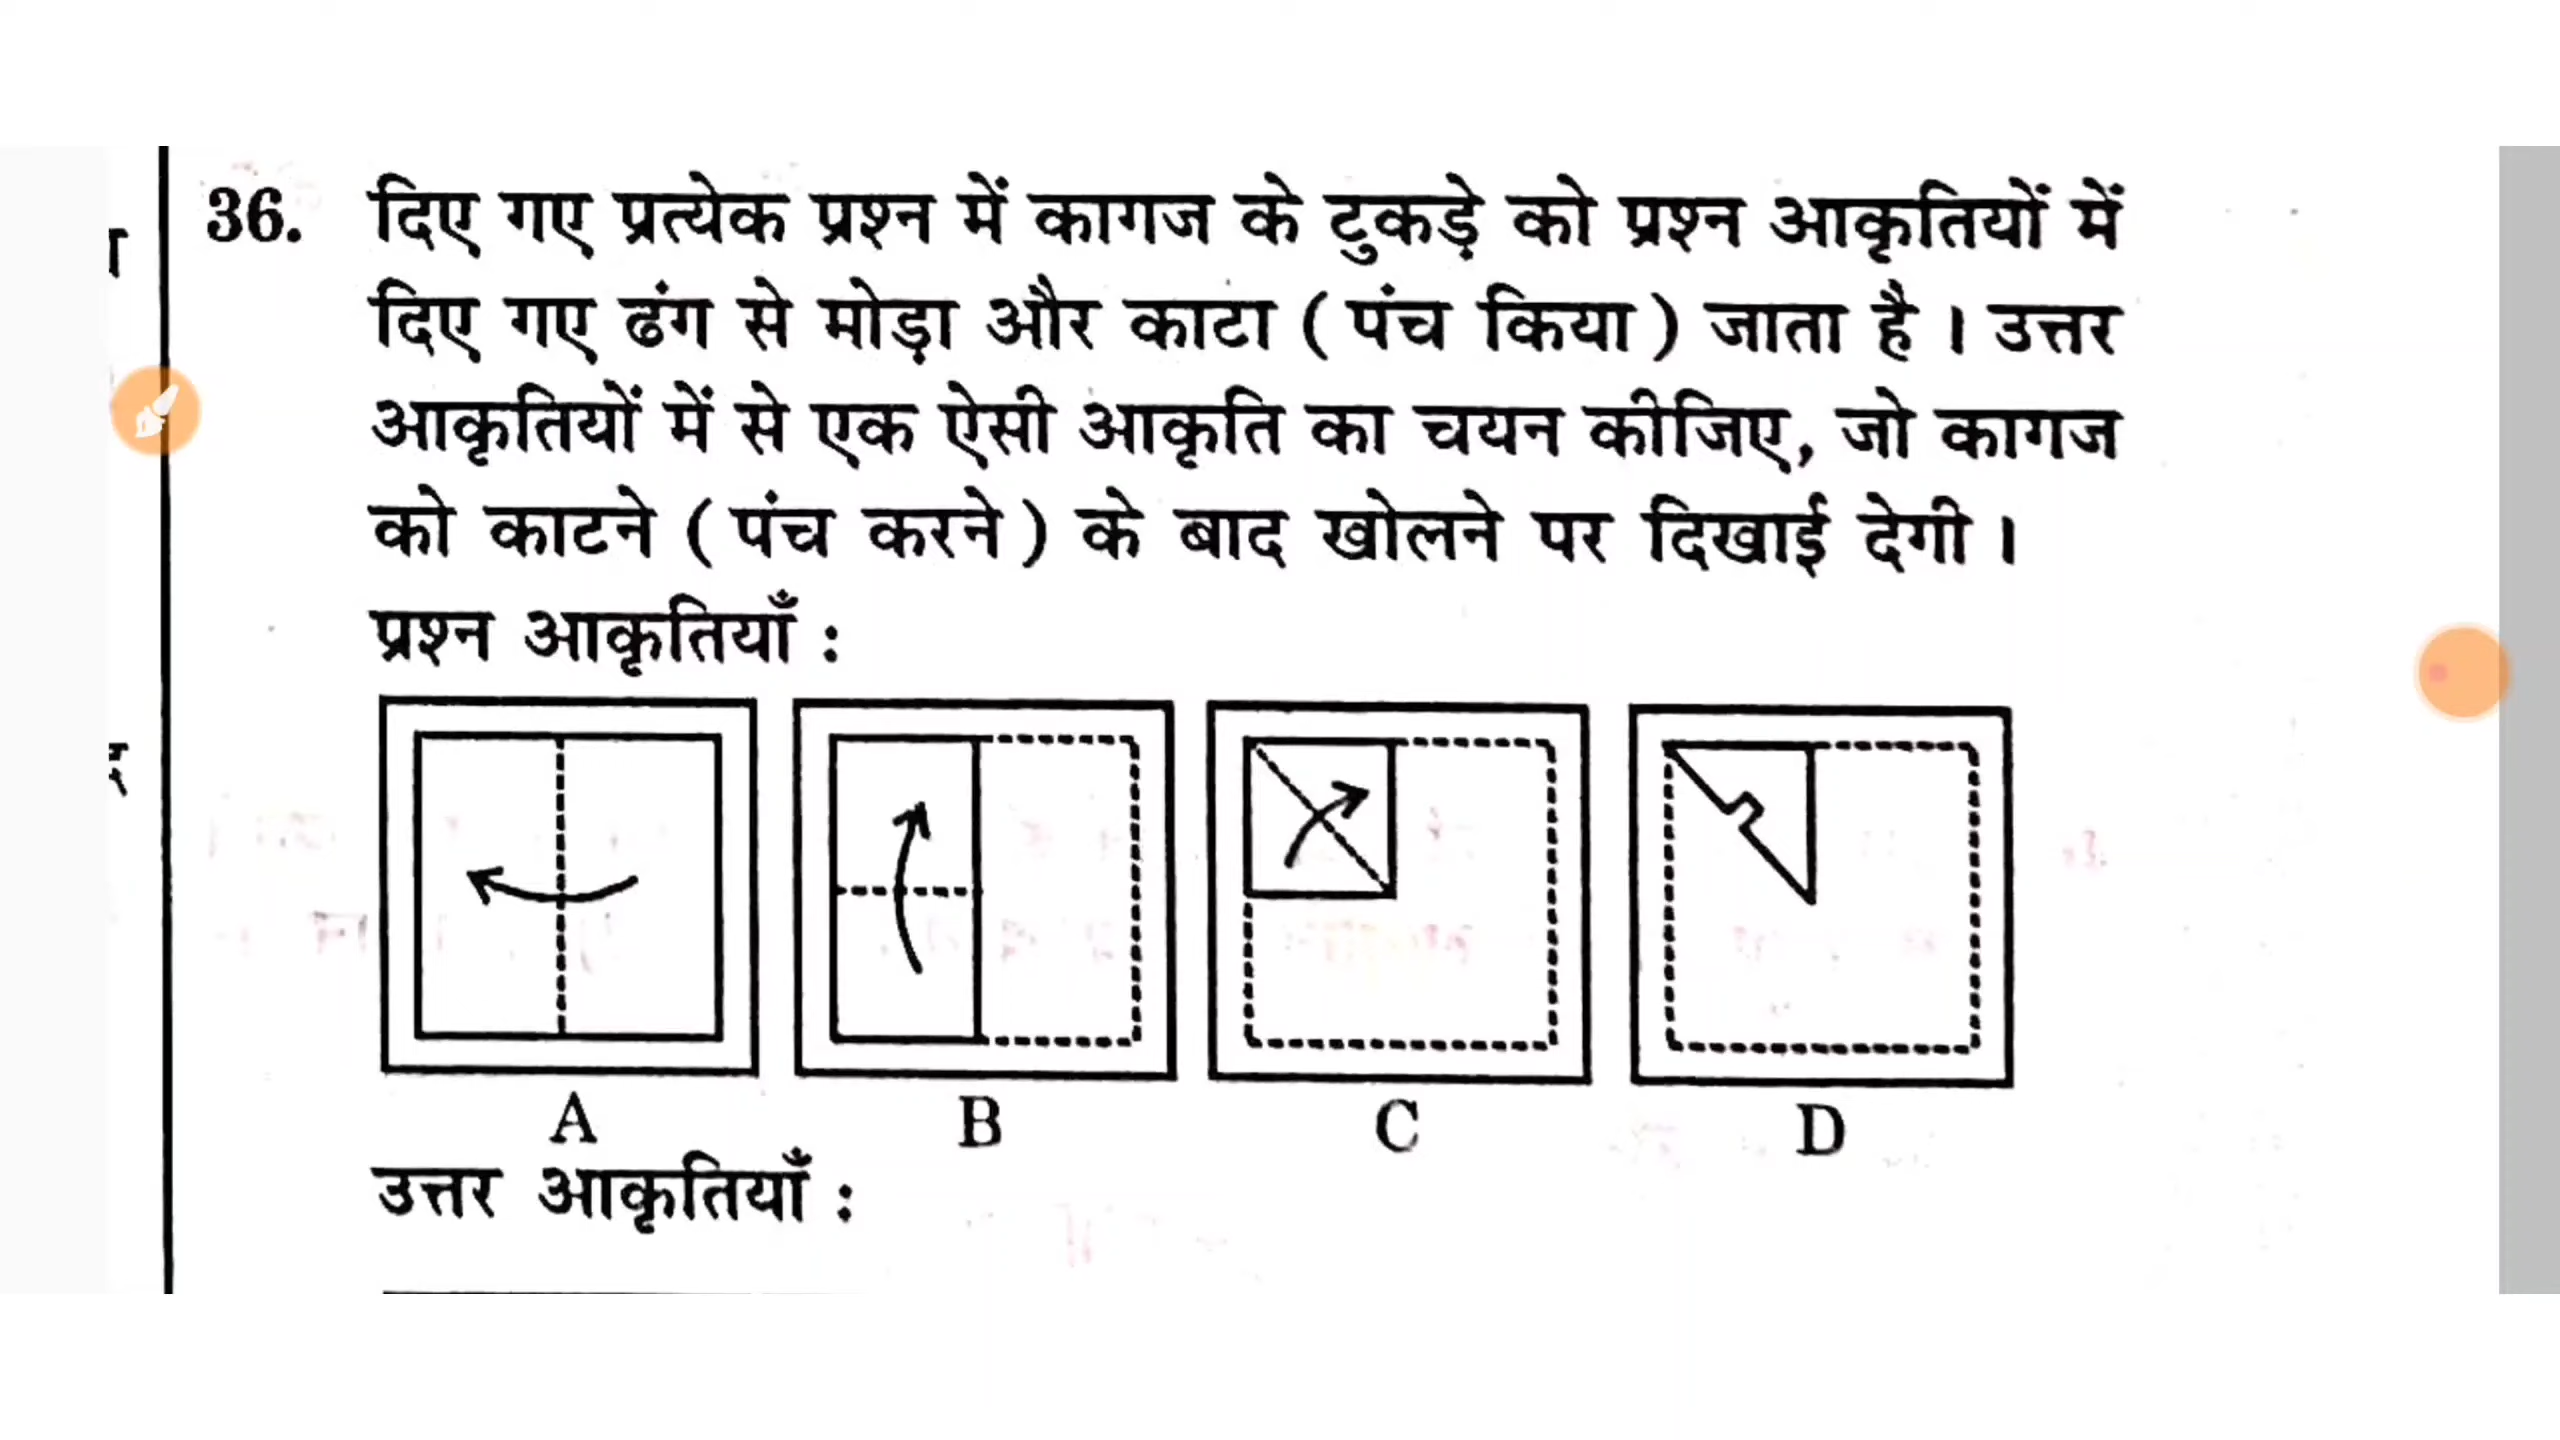 36. दिए गए प्रत्येक प्रश्न में कागज के टुकड़े को प्रश्न आकृतियों में
दिए गए ढंग से मोड़ा और काटा ( पंच किया ) जाता है । उत्तर
आकृतियों में से एक ऐसी आकृति का चयन कीजिए, जो कागज
को काटने ( पंच करने ) के बाद खोलने पर दिखाई देगी ।
प्रश्न आकृतियाँ :
A B C D
उत्तर आकृतियाँ :